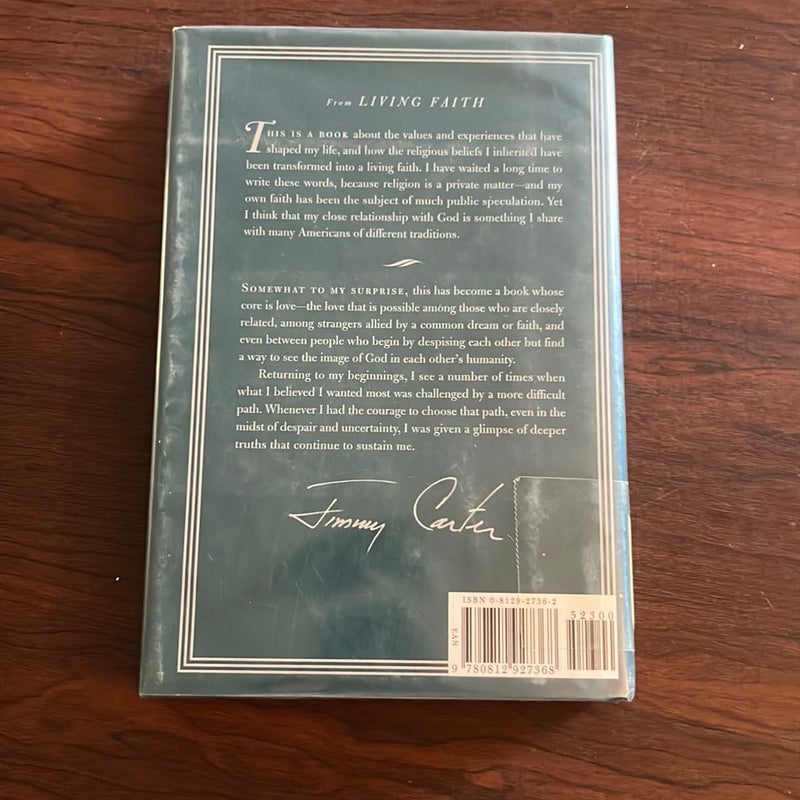 From LIVING FAITH
THIS IS A BOOK about the values and experiences that have
shaped my life, and how the religious beliefs I inherited have
been transformed into a living faith. I have waited a long time to
write these words, because religion is a private matter—and my
own faith has been the subject of much public speculation. Yet
I think that my close relationship with God is something I share
with many Americans of different traditions.
SOMEWHAT TO MY SURPRISE, this has become a book whose
core is love—the love that is possible among those who are closely
related, among strangers allied by a common dream or faith, and
even between people who begin by despising each other but find
a way to see the image of God in each other's humanity.
Returning to my beginnings, I see a number of times when
what I believed I wanted most was challenged by a more difficult
path. Whenever I had the courage to choose that path, even in the
midst of despair and uncertainty, I was given a glimpse of deeper
truths that continue to sustain me.
Jimmy Carter
ISBN 0-8129-2736-2
52300
EAN
9 780812 927368